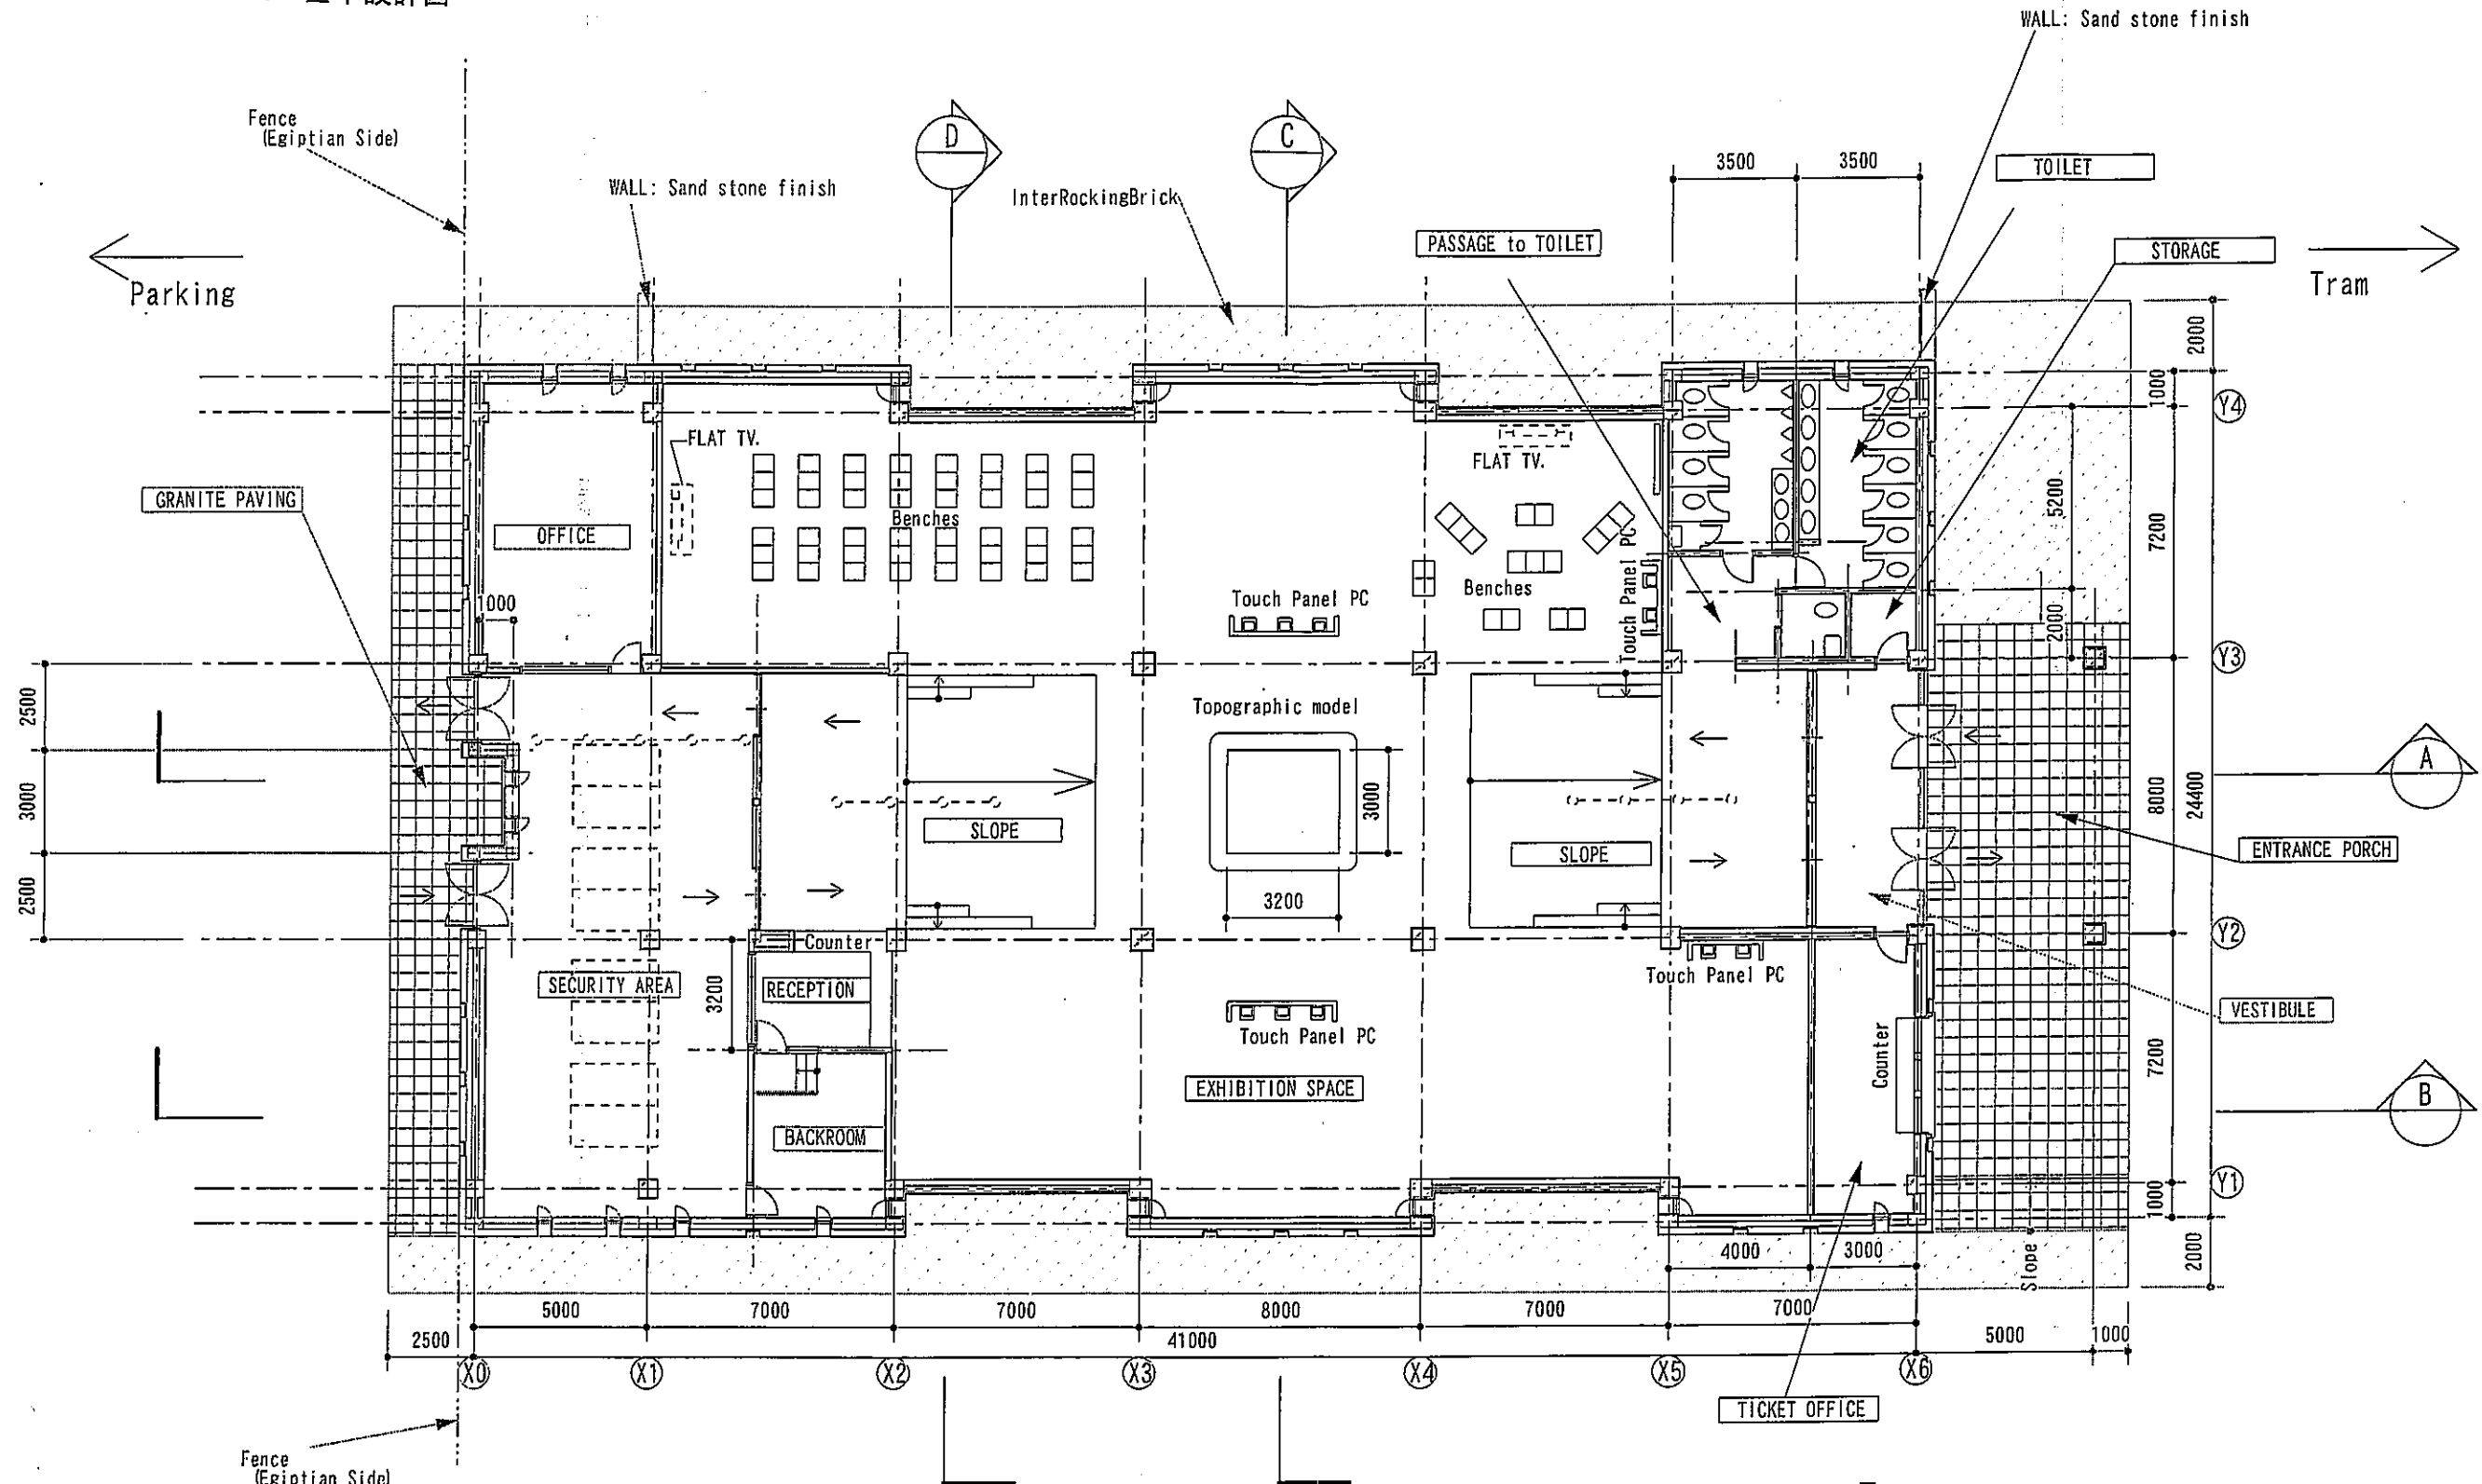 WALL: Sand stone finish
Fence
(Egiptian Side)
WALL: Sand stone finish
D
C
InterRockingBrick
3500
3500
TOILET
PASSAGE to TOILET
STORAGE
Parking
Tram
2000
1000
Y4
FLAT TV.
FLAT TV.
GRANITE PAVING
OFFICE
Benches
5200
7200
Touch Panel PC
Benches
Touch Panel PC
1000
2000
Y3
2500
Topographic model
3000
3000
A
8000
24400
SLOPE
SLOPE
ENTRANCE PORCH
2500
3200
Counter
Y2
SECURITY AREA
3200
RECEPTION
Touch Panel PC
VESTIBULE
Touch Panel PC
Counter
7200
EXHIBITION SPACE
B
BACKROOM
Y1
1000
4000
3000
Slope
2000
5000
7000
7000
8000
7000
7000
2500
41000
5000
1000
X0
X1
X2
X3
X4
X5
X6
TICKET OFFICE
Fence
(Egiptian Side)